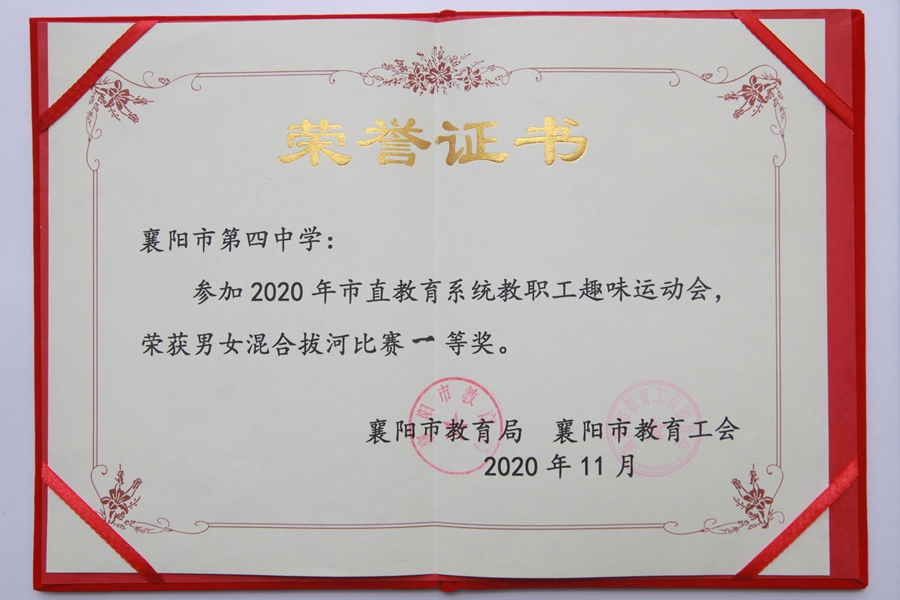 荣誉证书
襄阳市第四中学：
参加2020年市直教育系统教职工趣味运动会，
荣获男女混合拔河比赛一等奖。
襄阳市教育局 襄阳市教育工会
2020年11月